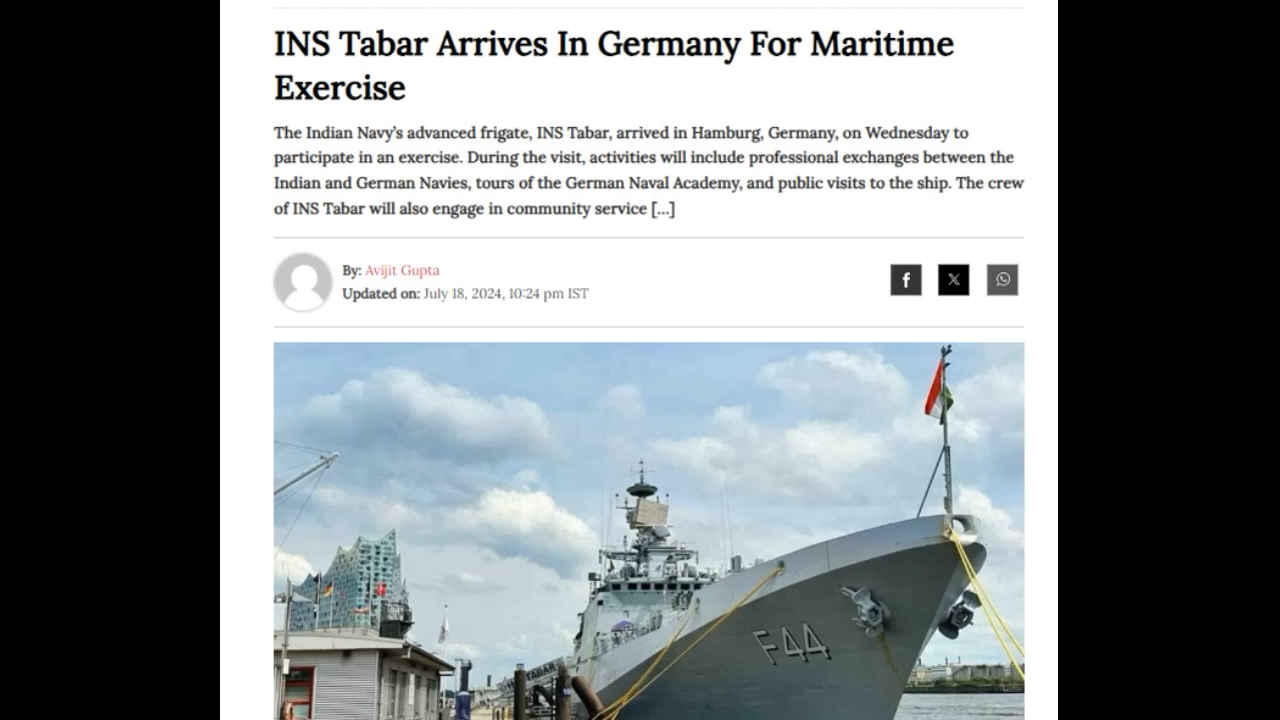 INS Tabar Arrives In Germany For Maritime
Exercise
The Indian Navy’s advanced frigate, INS Tabar, arrived in Hamburg, Germany, on Wednesday to
participate in an exercise. During the visit, activities will include professional exchanges between the
Indian and German Navies, tours of the German Naval Academy, and public visits to the ship. The crew
of INS Tabar will also engage in community service [...]
By: Avijit Gupta
Updated on: July 18, 2024, 10:24 pm IST
F44
TABAR